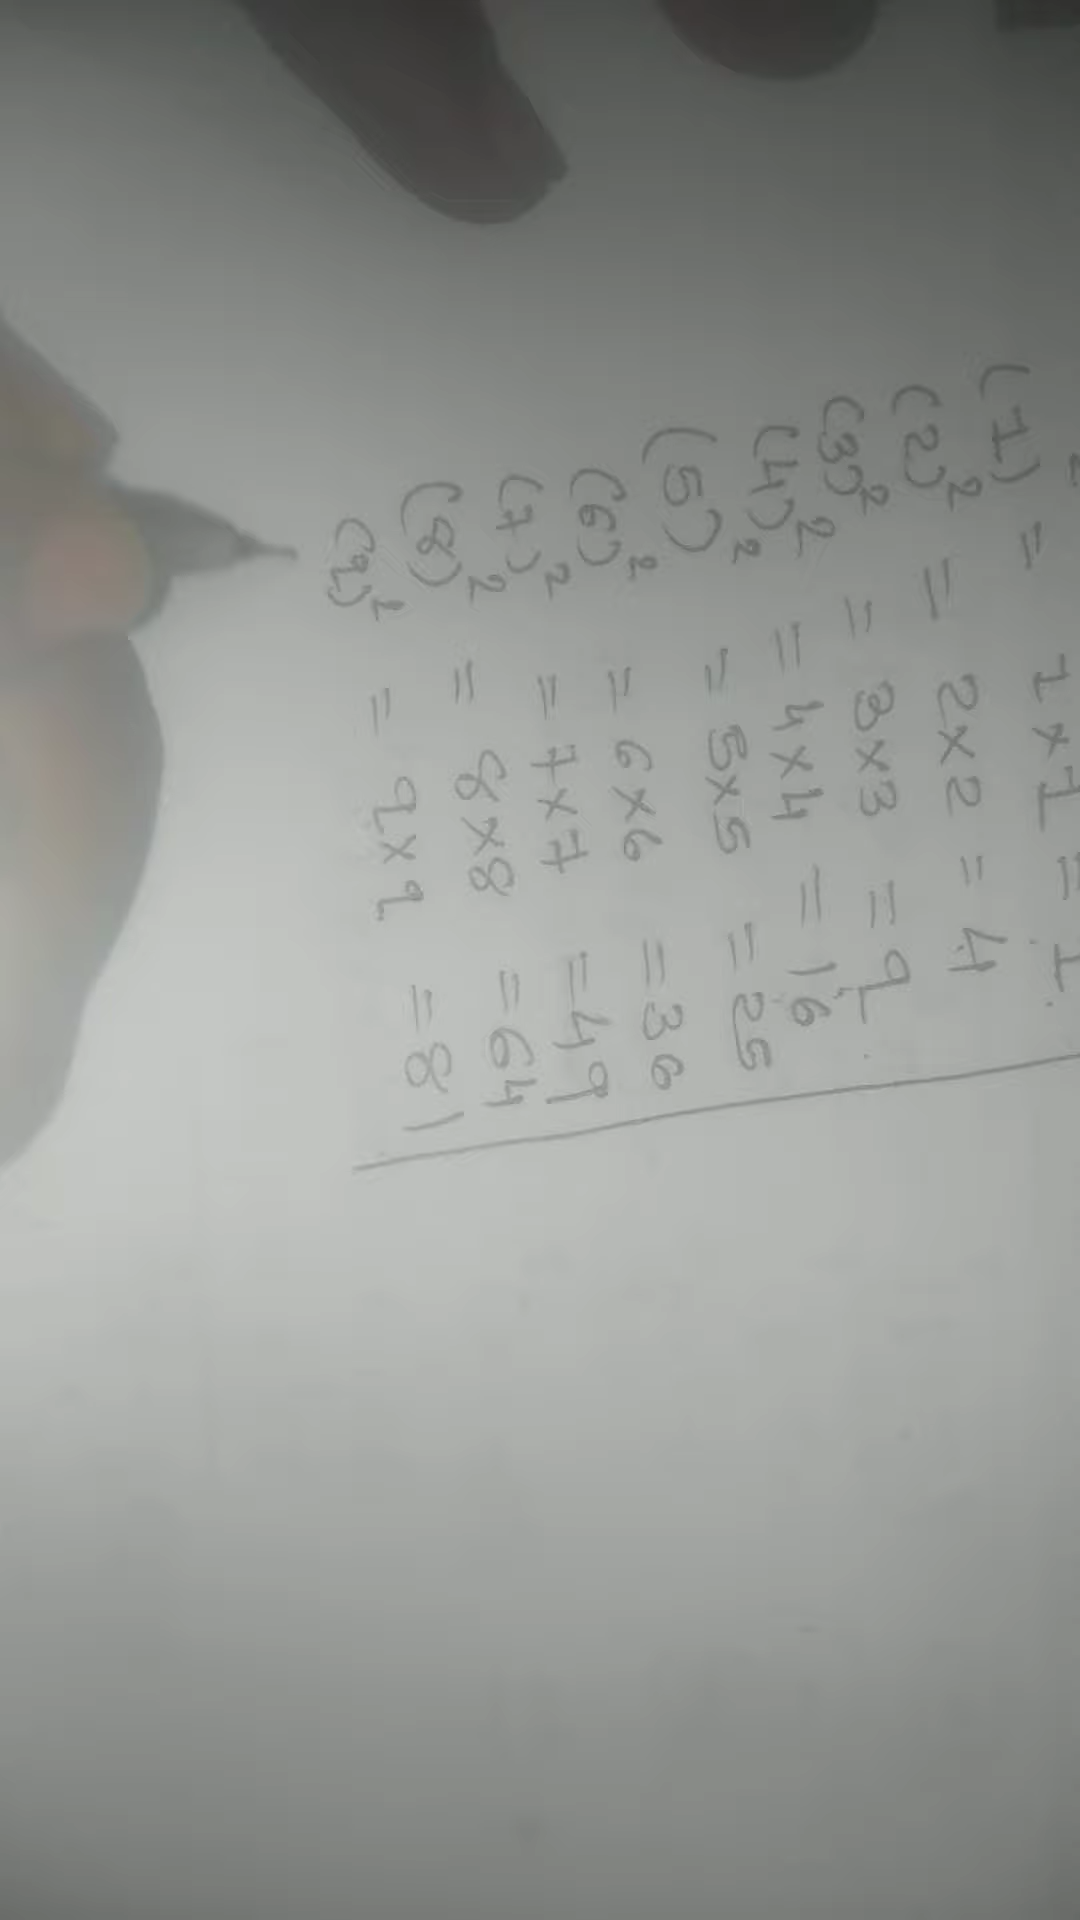 (1)² = 1×1 = 1.
(2)² = 2×2 = 4
(3)² = 3×3 = 9.
(4)² = 4×4 = 16
(5)² = 5×5 = 25
(6)² = 6×6 = 36
(7)² = 7×7 = 49
(8)² = 8×8 = 64
(9)² = 9×9 = 81